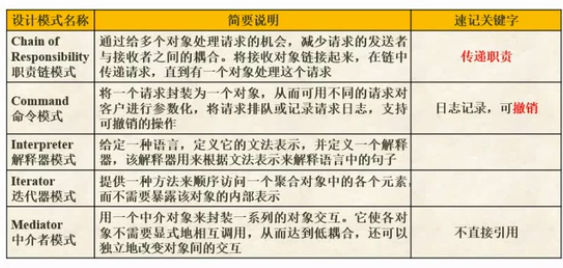 设计模式名称 简要说明 速记关键字
Chain of
Responsibility
职责链模式
通过给多个对象处理请求的机会，减少请求的发送者
与接收者之间的耦合。将接收对象链接起来，在链中
传递请求，直到有一个对象处理这个请求
传递职责
Command
命令模式
将一个请求封装为一个对象，从而可用不同的请求对
客户进行参数化，将请求排队或记录请求日志，支持
可撤销的操作
日志记录，可撤销
Interpreter
解释器模式
给定一种语言，定义它的文法表示，并定义一个解释
器，该解释器用来根据文法表示来解释语言中的句子
Iterator
迭代器模式
提供一种方法来顺序访问一个聚合对象中的各个元素，
而不需要暴露该对象的内部表示
Mediator
中介者模式
用一个中介对象来封装一系列的对象交互。它使各对
象不需要显式地相互调用，从而达到低耦合，还可以
独立地改变对象间的交互
不直接引用